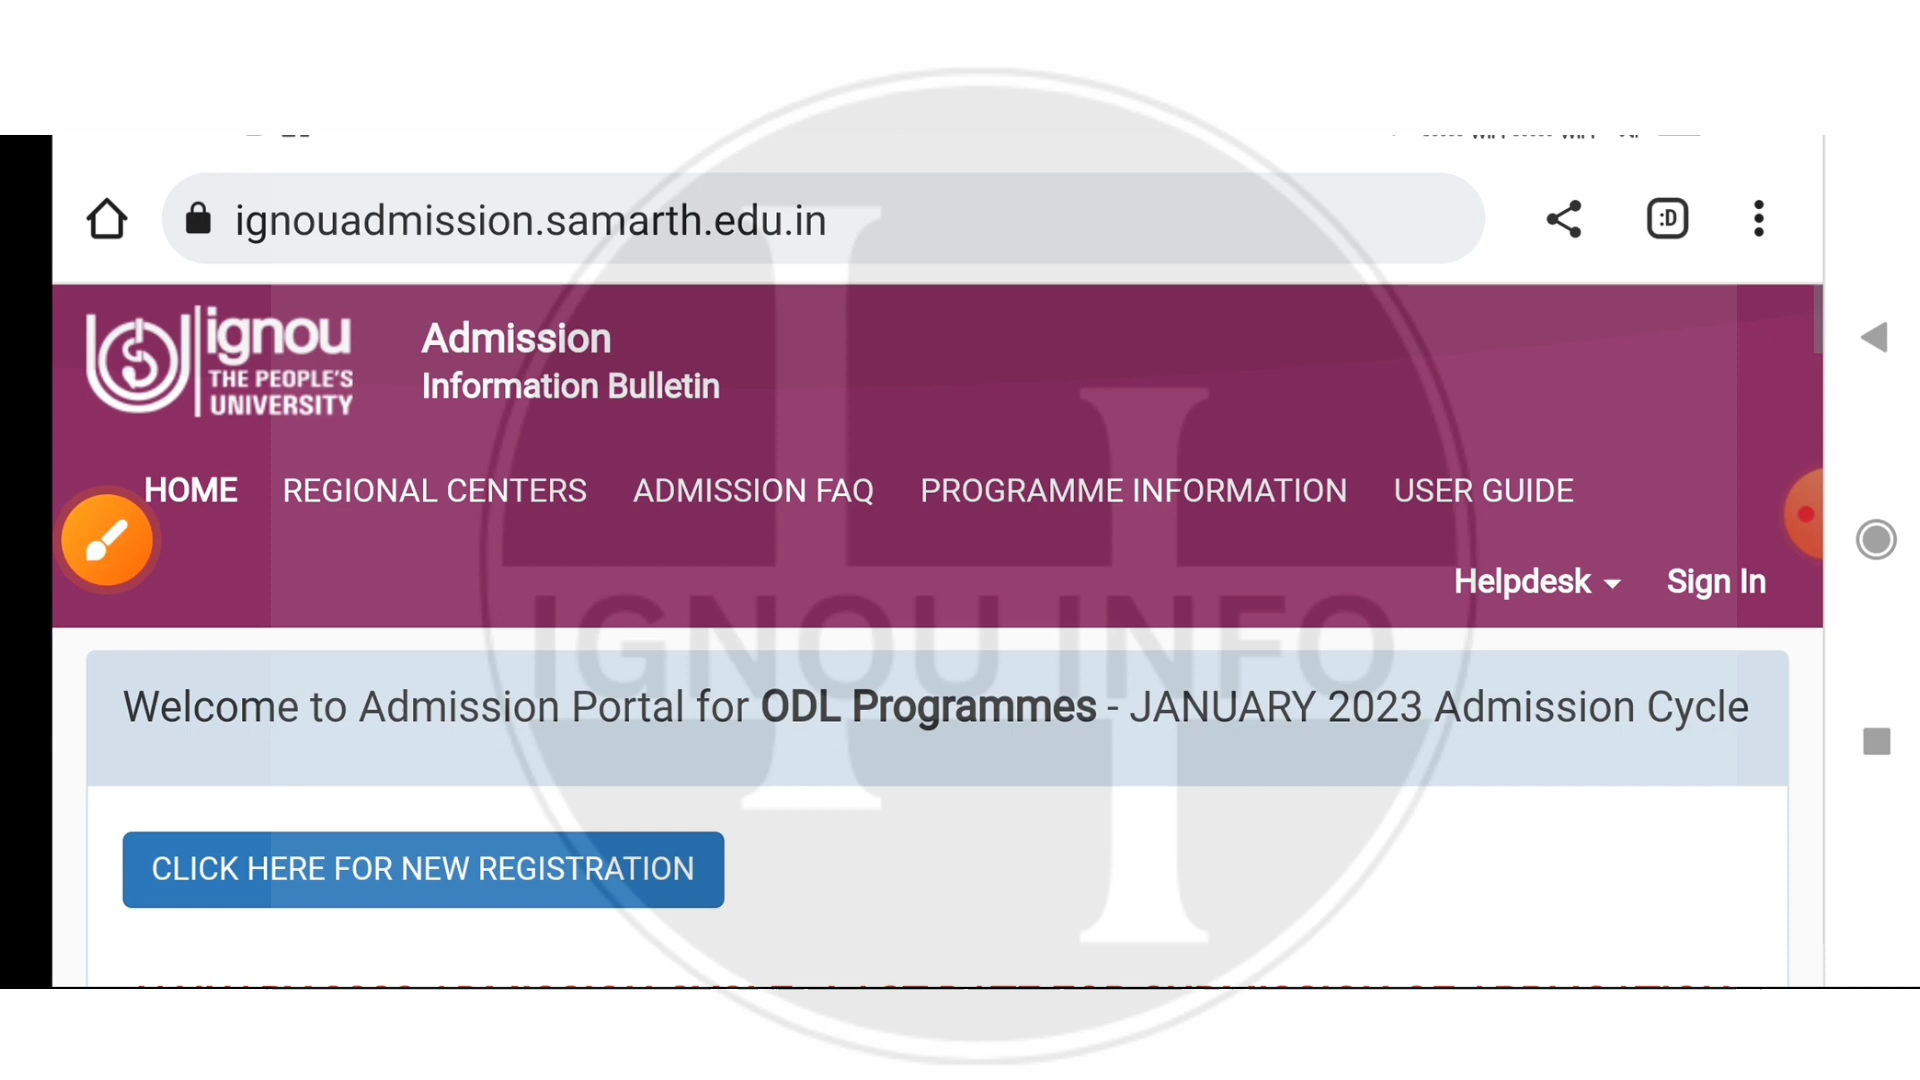 ignouadmission.samarth.edu.in
:D
ignou
THE PEOPLE'S
UNIVERSITY
Admission
Information Bulletin
HOME REGIONAL CENTERS ADMISSION FAQ PROGRAMME INFORMATION USER GUIDE
Helpdesk Sign In
IGNOU INFO
Welcome to Admission Portal for ODL Programmes - JANUARY 2023 Admission Cycle
CLICK HERE FOR NEW REGISTRATION